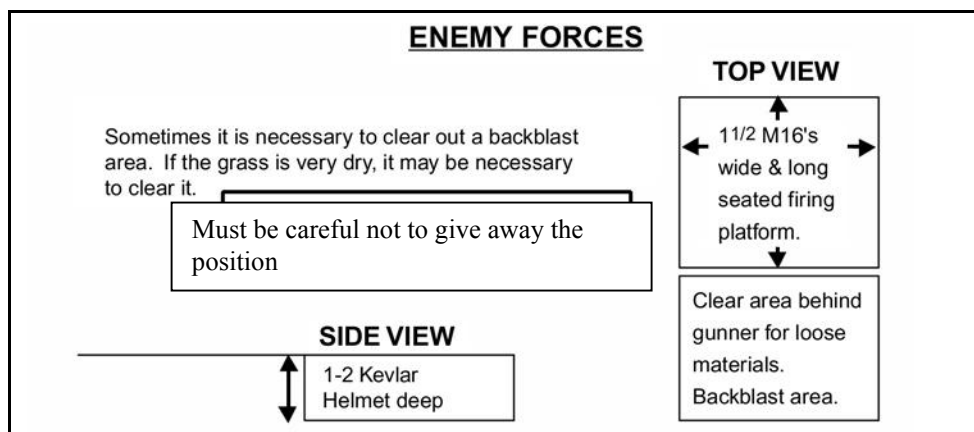 ENEMY FORCES
TOP VIEW
Sometimes it is necessary to clear out a backblast
area. If the grass is very dry, it may be necessary
to clear it.
Must be careful not to give away the
position
1 1/2 M16's
wide & long
seated firing
platform.
Clear area behind
gunner for loose
materials.
Backblast area.
SIDE VIEW
1-2 Kevlar
Helmet deep